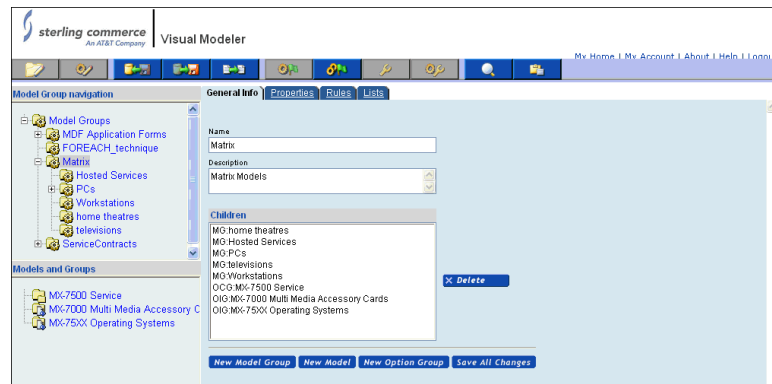 sterling commerce
An AT&T Company
Visual Modeler
My Home | My Account | About | Help | Logou
Model Group navigation
General Info
Properties
Rules
Lists
Model Groups
MDF Application Forms
FOREACH_technique
Matrix
Hosted Services
PCs
Workstations
home theatres
televisions
ServiceContracts
Name
Matrix
Description
Matrix Models
Children
MG:home theatres
MG:Hosted Services
MG:PCs
MG:televisions
MG:Workstations
OCG:MX-7500 Service
OIG:MX-7000 Multi Media Accessory Cards
OIG:MX-75XX Operating Systems
X Delete
Models and Groups
MX-7500 Service
MX-7000 Multi Media Accessory C
MX-75XX Operating Systems
New Model Group
New Model
New Option Group
Save All Changes